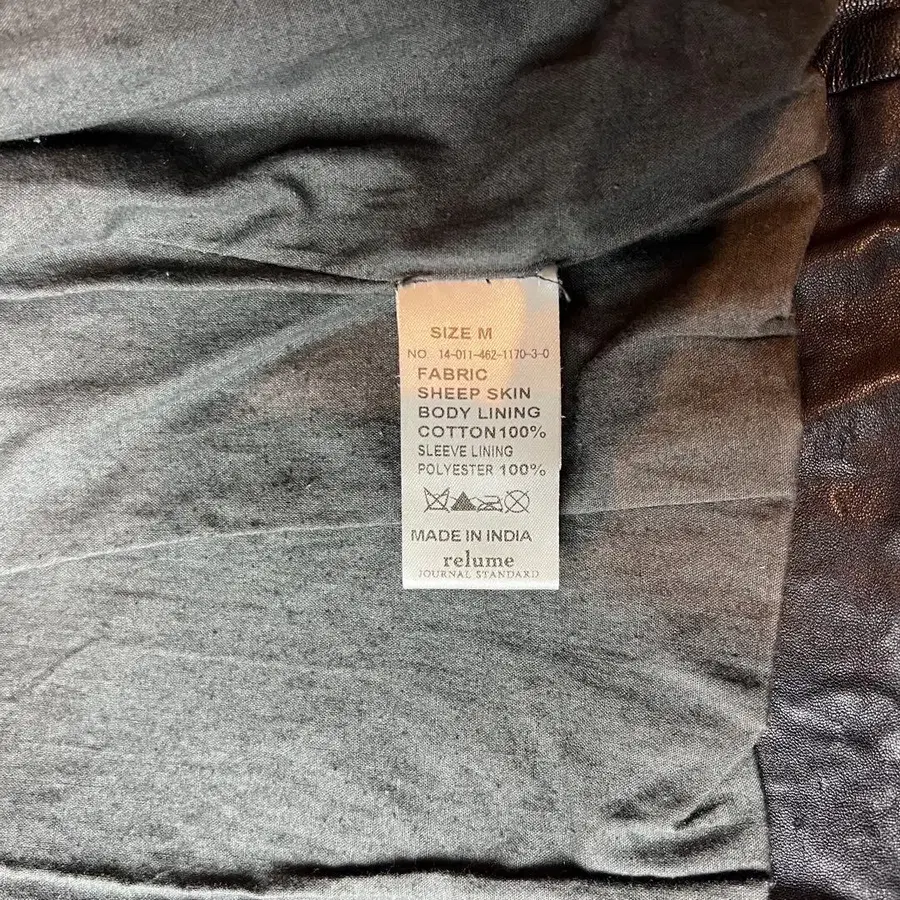 SIZE M
NO 14-011-462-1170-3-0
FABRIC
SHEEP SKIN
BODY LINING
COTTON100%
SLEEVE LINING
POLYESTER 100%
MADE IN INDIA
relume
JOURNAL STANDARD